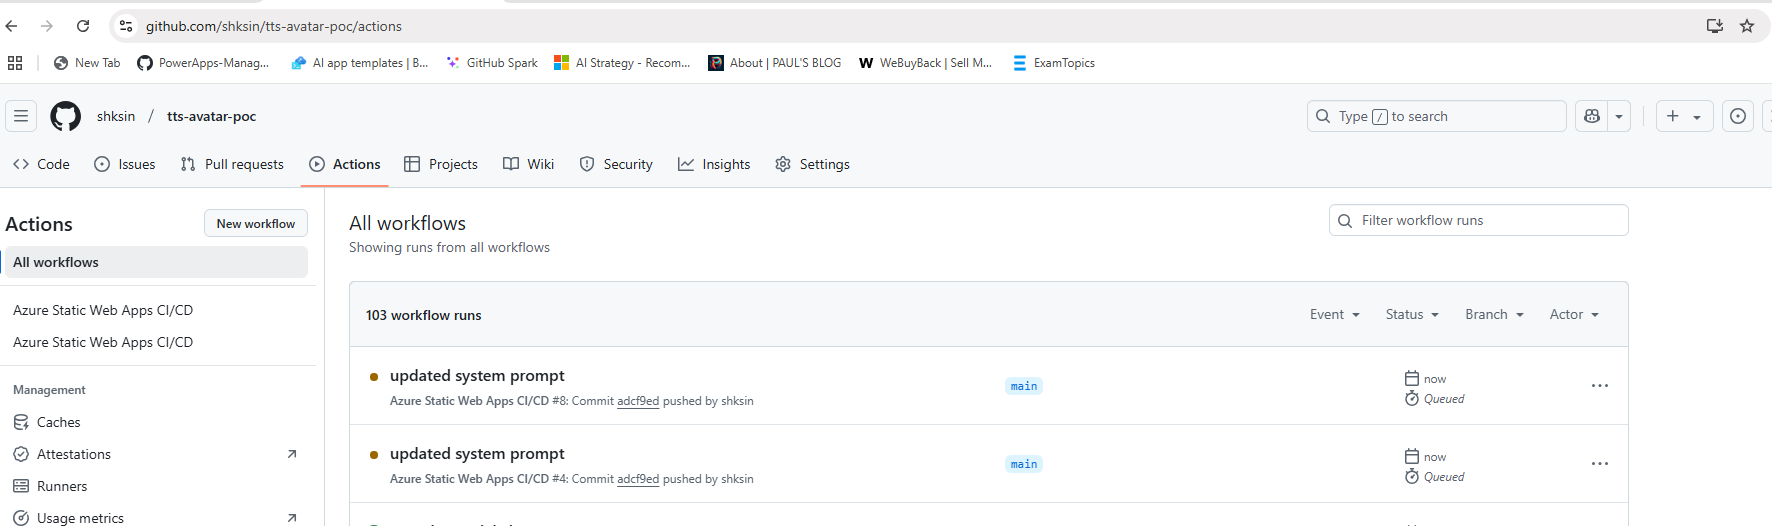 github.com/shksin/tts-avatar-poc/actions
New Tab PowerApps-Manag... AI app templates | B... GitHub Spark AI Strategy - Recom... About | PAUL'S BLOG WeBuyBack | Sell M... ExamTopics
shksin / tts-avatar-poc Type / to search
Code Issues Pull requests Actions Projects Wiki Security Insights Settings
Actions New workflow
All workflows
Azure Static Web Apps CI/CD
Azure Static Web Apps CI/CD
Management
Caches
Attestations
Runners
Usage metrics
All workflows
Showing runs from all workflows
Filter workflow runs
103 workflow runs Event Status Branch Actor
updated system prompt
Azure Static Web Apps CI/CD #8: Commit adcf9ed pushed by shksin
main
now
Queued
updated system prompt
Azure Static Web Apps CI/CD #4: Commit adcf9ed pushed by shksin
main
now
Queued